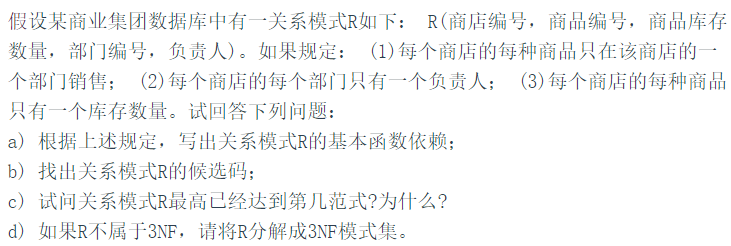 假设某商业集团数据库中有一关系模式R如下： R(商店编号，商品编号，商品库存
数量，部门编号，负责人)。如果规定： (1)每个商店的每种商品只在该商店的一
个部门销售； (2)每个商店的每个部门只有一个负责人； (3)每个商店的每种商品
只有一个库存数量。试回答下列问题：
a) 根据上述规定，写出关系模式R的基本函数依赖；
b) 找出关系模式R的候选码；
c) 试问关系模式R最高已经达到第几范式?为什么?
d) 如果R不属于3NF，请将R分解成3NF模式集。